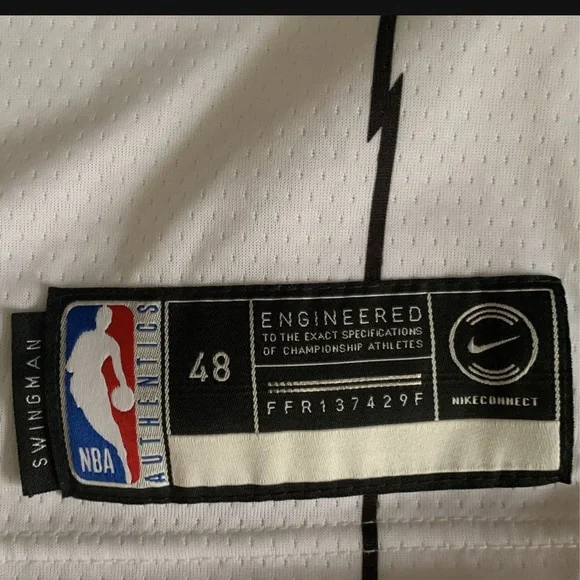 SWINGMAN
NBA
AUTHENTICS
48
ENGINEERED
TO THE EXACT SPECIFICATIONS
OF CHAMPIONSHIP ATHLETES
FFR137429F
NIKECONNECT